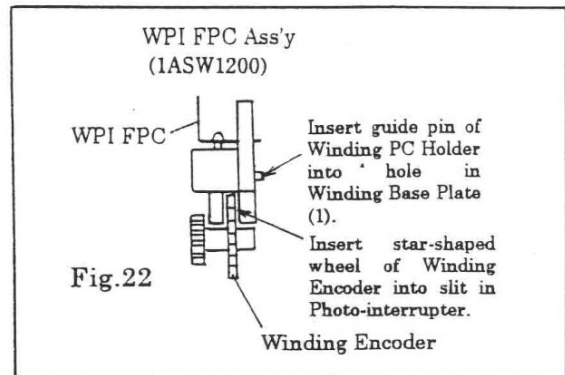 WPI FPC Ass'y
(1ASW1200)
WPI FPC
Insert guide pin of
Winding PC Holder
into a hole in
Winding Base Plate
(1).
Insert star-shaped
wheel of Winding
Encoder into slit in
Photo-interrupter.
Fig.22
Winding Encoder